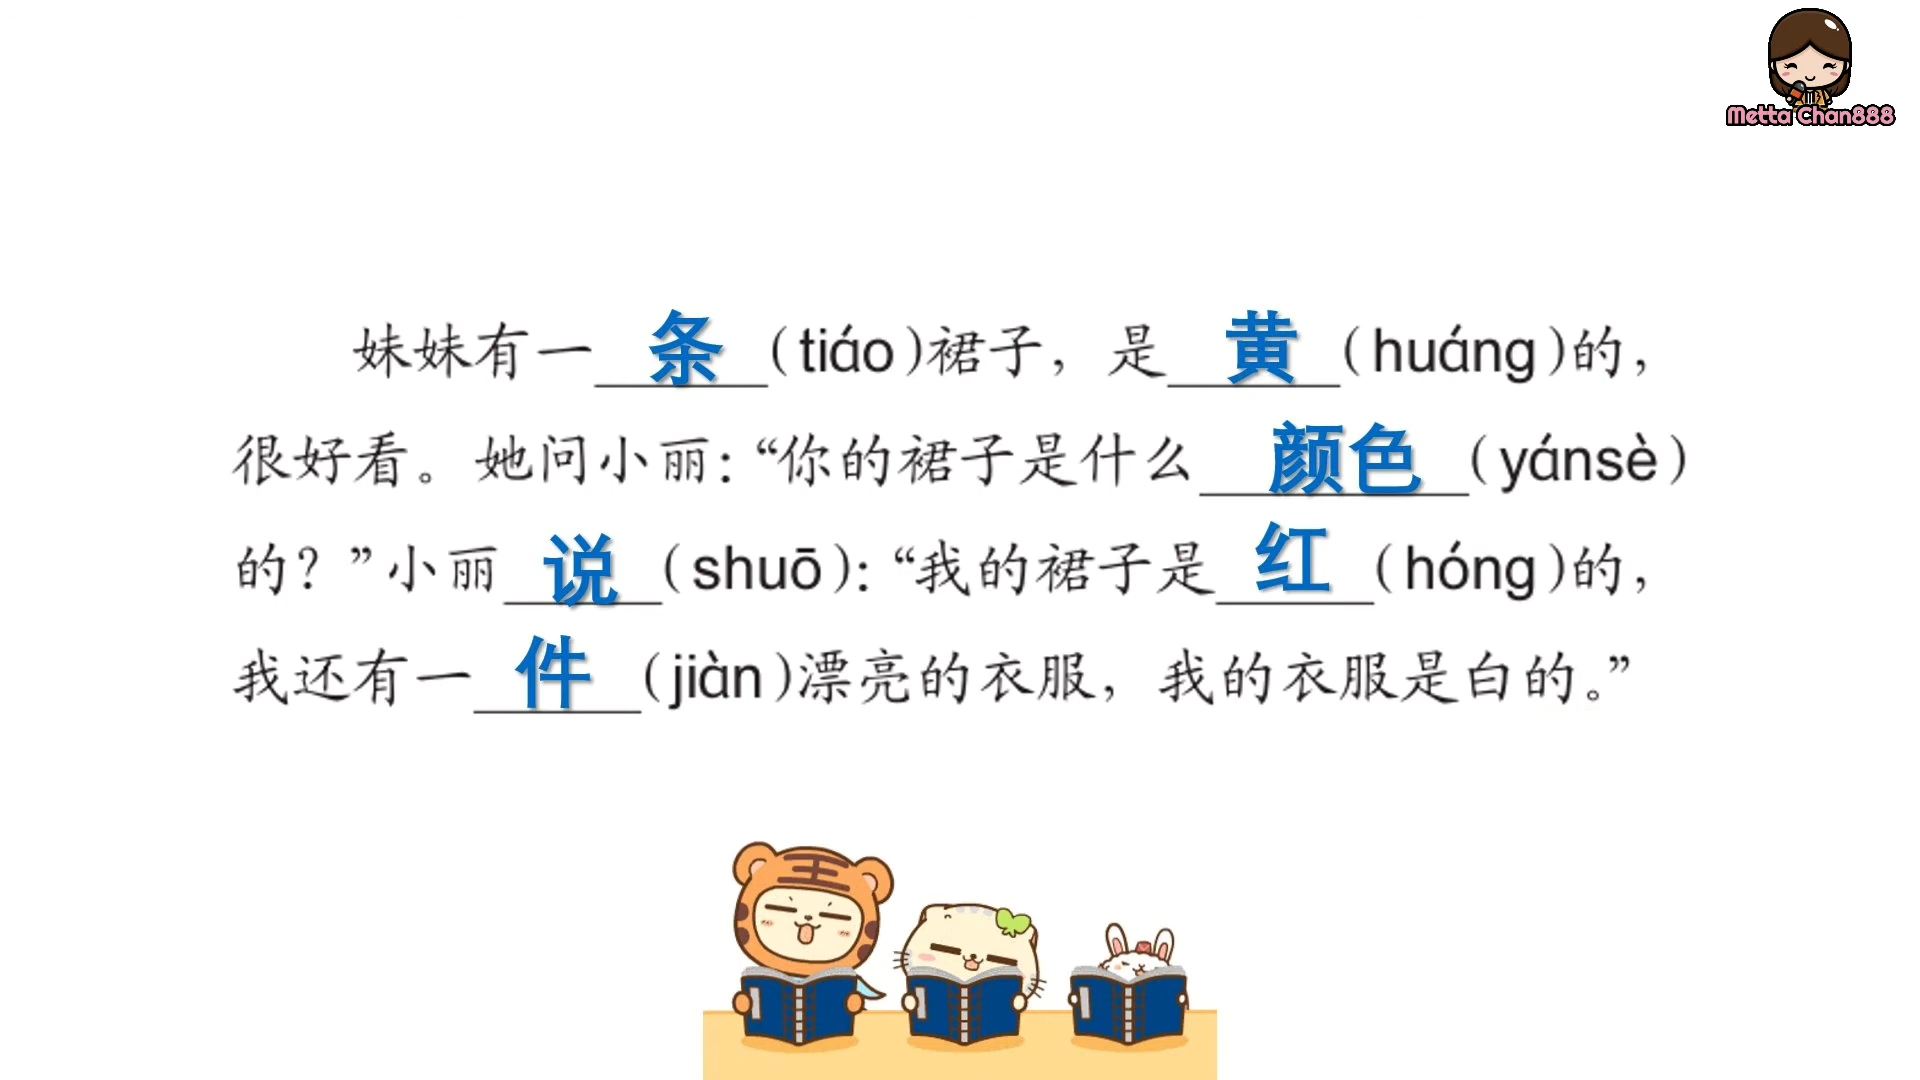 Metta Chan888
妹妹有一 条 (tiáo)裙子，是 黄 (huáng)的，
很好看。她问小丽：“你的裙子是什么 颜色 (yánsè)
的？”小丽 说 (shuō)：“我的裙子是 红 (hóng)的，
我还有一 件 (jiàn)漂亮的衣服，我的衣服是白的。”
王